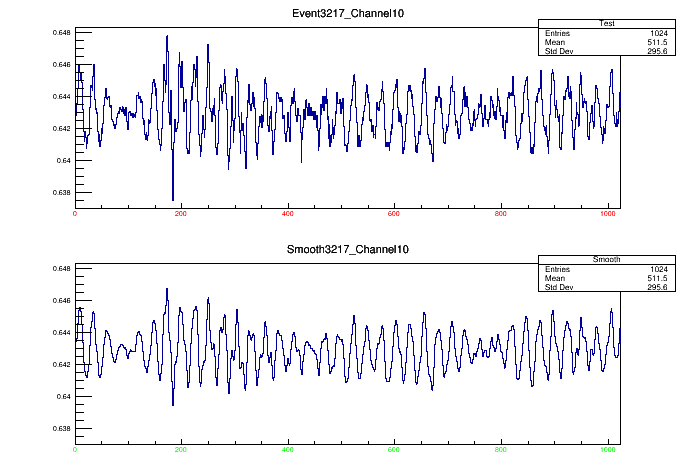 Event3217_Channel10
Test
Entries 1024
Mean 511.5
Std Dev 295.6
0.648
0.646
0.644
0.642
0.64
0.638
0 200 400 600 800 1000
Smooth3217_Channel10
Smooth
Entries 1024
Mean 511.5
Std Dev 295.6
0.648
0.646
0.644
0.642
0.64
0.638
0 200 400 600 800 1000